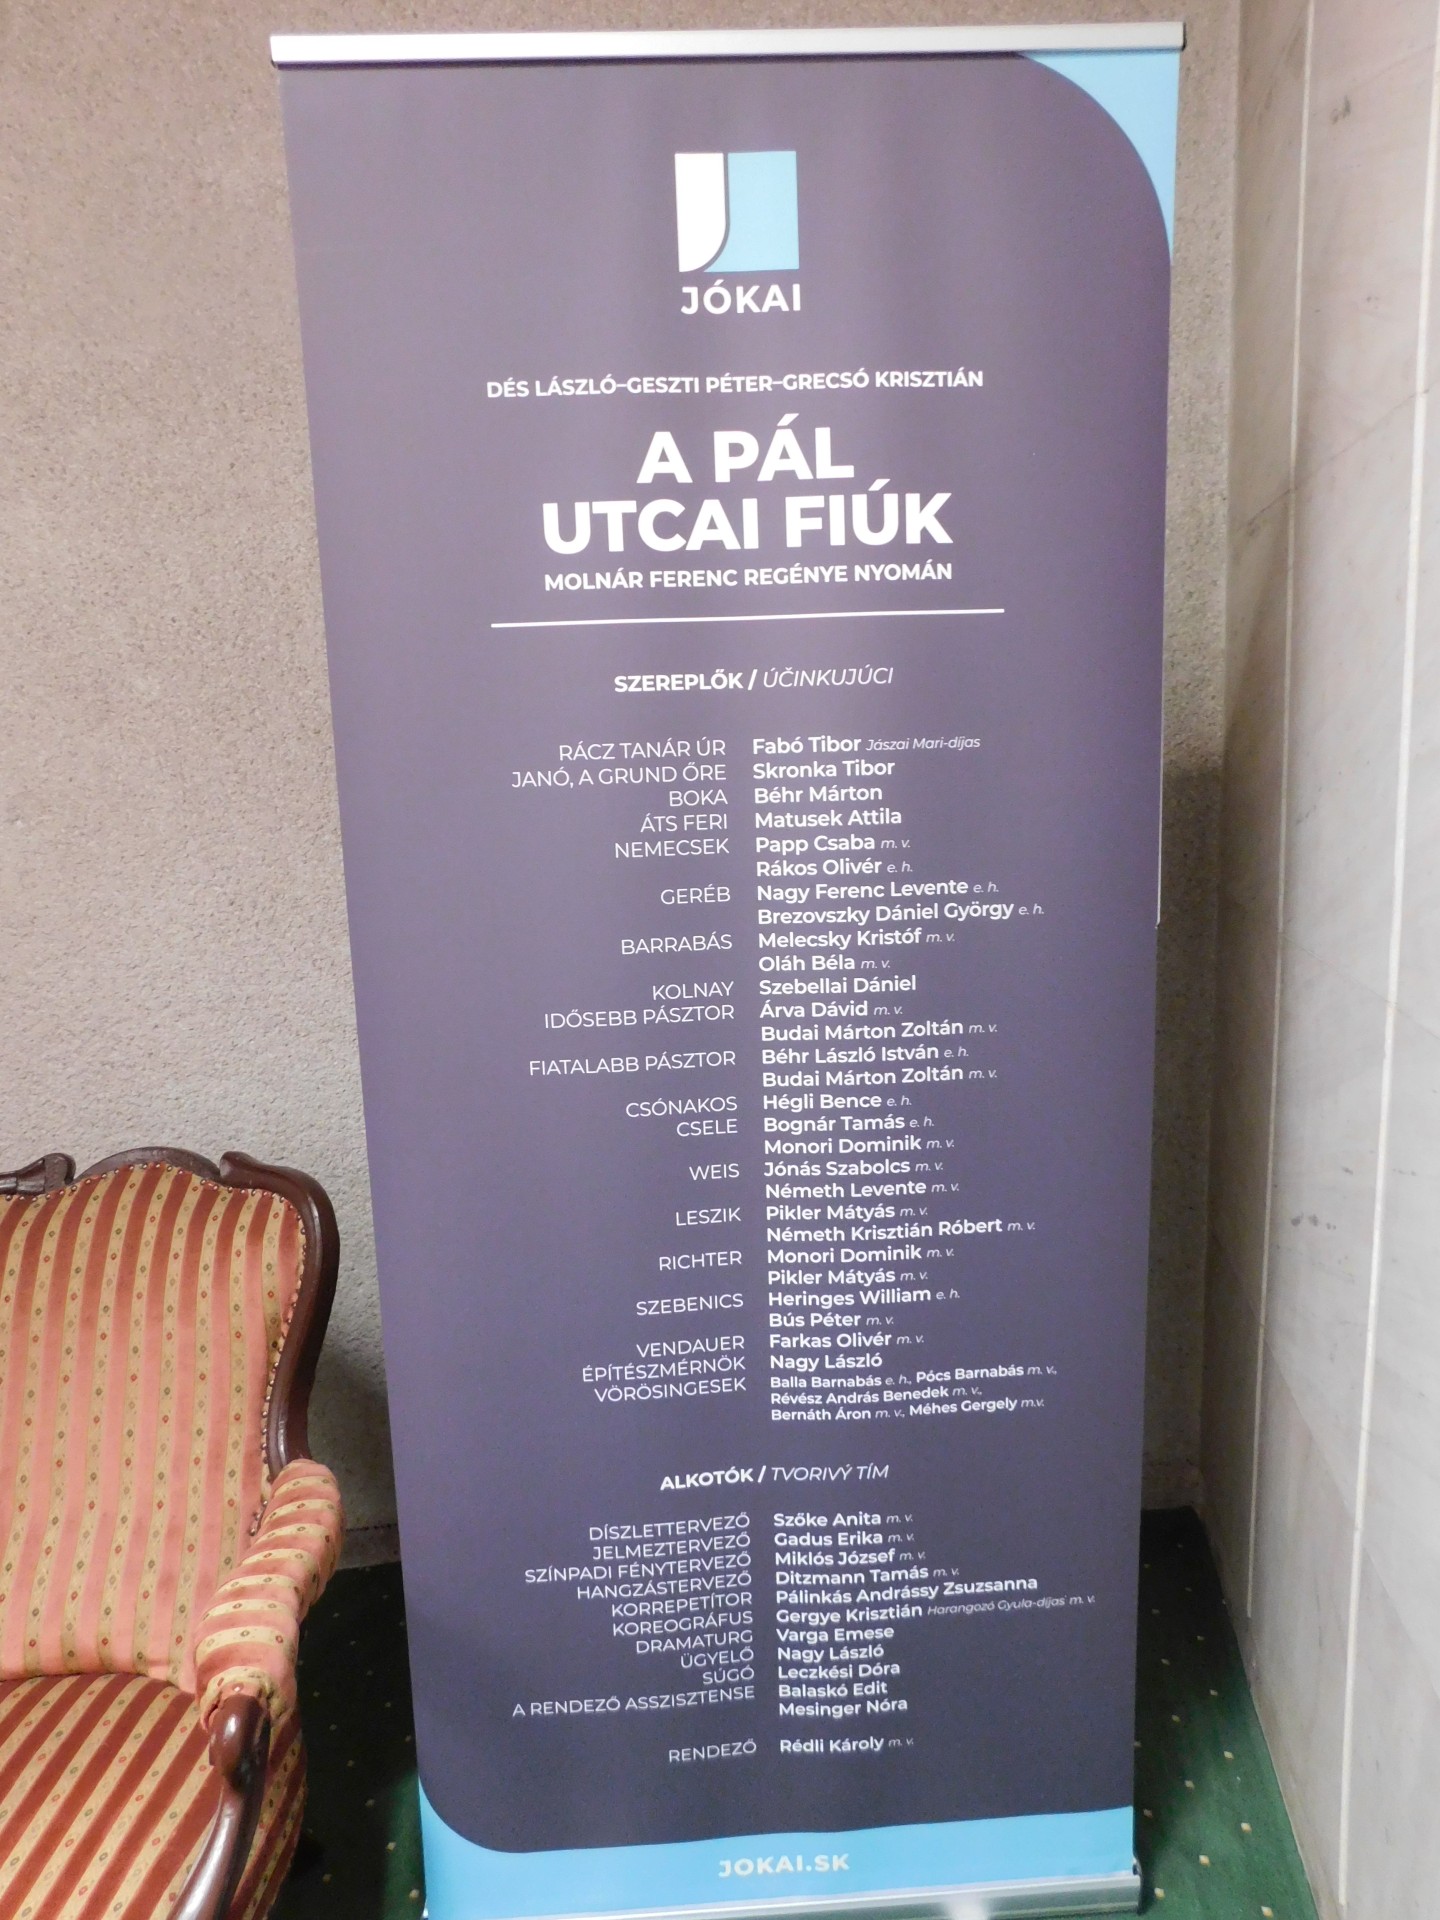 JÓKAI
DÉS LÁSZLÓ–GESZTI PÉTER–GRECSÓ KRISZTIÁN
A PÁL
UTCAI FIÚK
MOLNÁR FERENC REGÉNYE NYOMÁN
SZEREPLŐK / ÚČINKUJÚCI
RÁCZ TANÁR ÚR Fabó Tibor Jászai Mari-díjas
JANÓ, A GRUND ŐRE Skronka Tibor
BOKA Béhr Márton
ÁTS FERI Matusek Attila
NEMECSEK Papp Csaba m. v.
Rákos Olivér e. h.
GERÉB Nagy Ferenc Levente e. h.
Brezovszky Dániel György e. h.
BARRABÁS Melecsky Kristóf m. v.
Oláh Béla m. v.
KOLNAY Szebellai Dániel
IDŐSEBB PÁSZTOR Árva Dávid m. v.
Budai Márton Zoltán m. v.
FIATALABB PÁSZTOR Béhr László István e. h.
Budai Márton Zoltán m. v.
CSÓNAKOS Hégli Bence e. h.
CSELE Bognár Tamás e. h.
Monori Dominik m. v.
WEIS Jónás Szabolcs m. v.
Németh Levente m. v.
LESZIK Pikler Mátyás m. v.
Németh Krisztián Róbert m. v.
RICHTER Monori Dominik m. v.
Pikler Mátyás m. v.
SZEBENICS Heringes William e. h.
Bús Péter m. v.
VENDAUER Farkas Olivér m. v.
ÉPÍTÉSZMÉRNÖK Nagy László
VÖRÖSINGESEK Balla Barnabás e. h., Pócs Barnabás m. v.,
Révész András Benedek m. v.,
Bernáth Áron m. v., Méhes Gergely m.v.
ALKOTÓK / TVORIVÝ TÍM
DÍSZLETTERVEZŐ Szőke Anita m. v.
JELMEZTERVEZŐ Gadus Erika m. v.
SZÍNPADI FÉNYTERVEZŐ Miklós József m. v.
HANGZÁSTERVEZŐ Ditzmann Tamás m. v.
KORREPETÍTOR Pálinkás Andrássy Zsuzsanna
KOREOGRÁFUS Gergye Krisztián Harangozó Gyula-díjas m. v.
DRAMATURG Varga Emese
ÜGYELŐ Nagy László
SÚGÓ Leczkési Dóra
A RENDEZŐ ASSZISZTENSE Balaskó Edit
Mesinger Nóra
RENDEZŐ Rédli Károly m. v.
JOKAI.SK